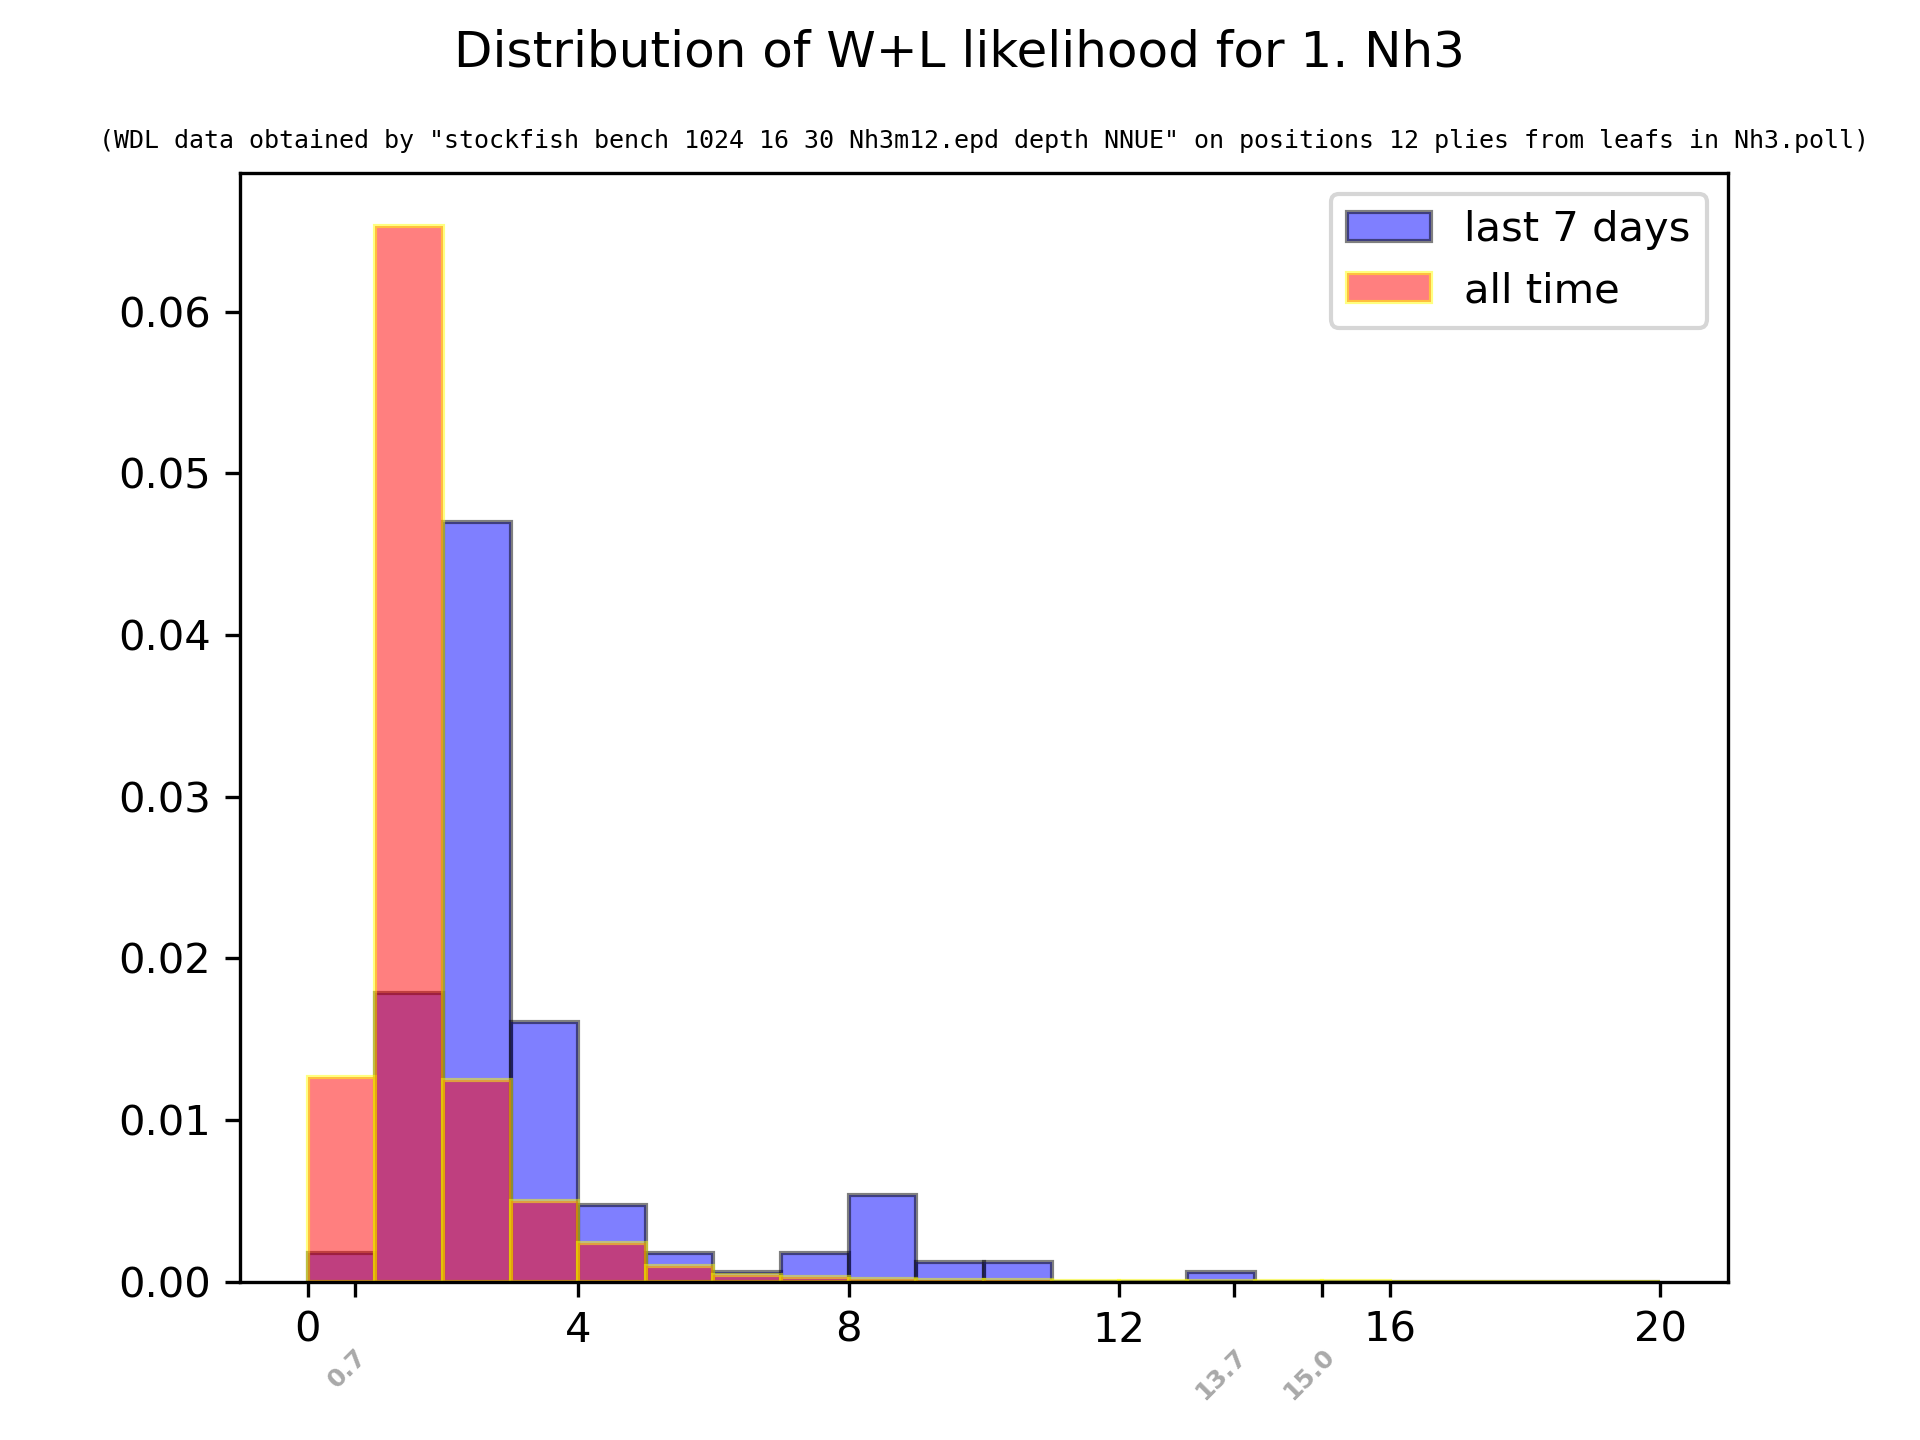 Distribution of W+L likelihood for 1. Nh3
(WDL data obtained by "stockfish bench 1024 16 30 Nh3m12.epd depth NNUE" on positions 12 plies from leafs in Nh3.poll)
last 7 days
all time
0.06
0.05
0.04
0.03
0.02
0.01
0.00
0 4 8 12 16 20
0.7 13.7 15.0